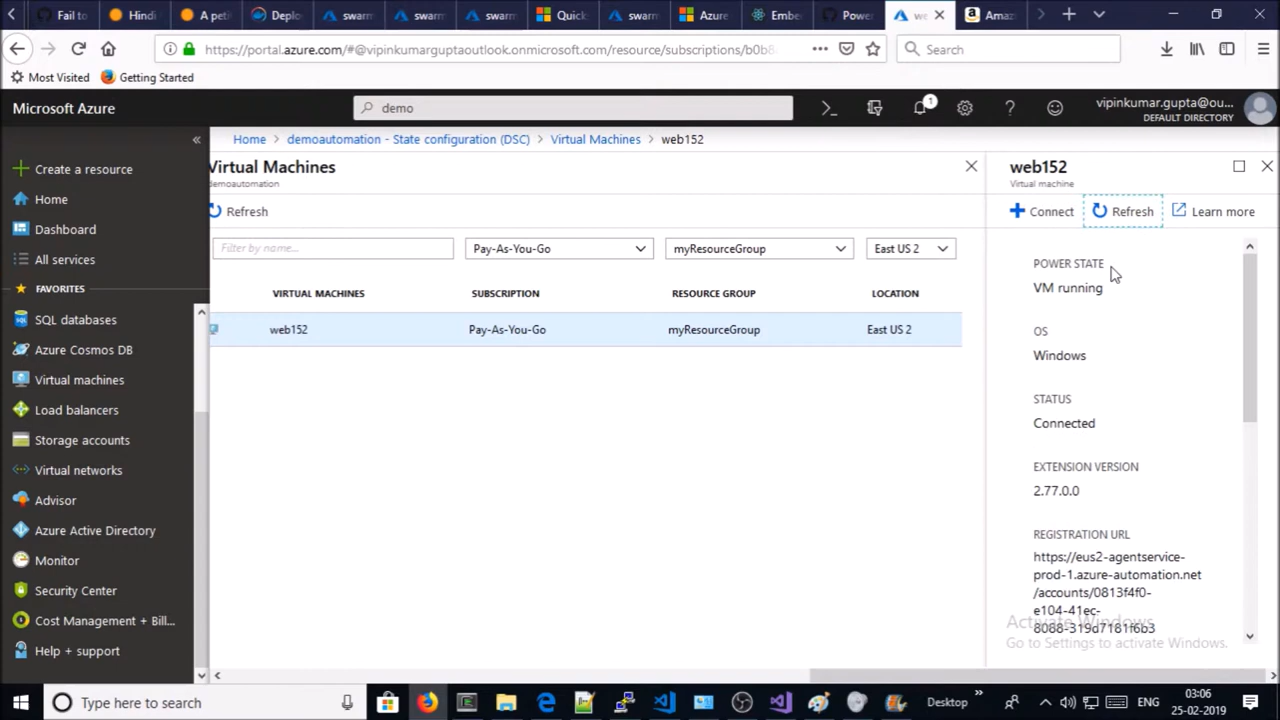 Fail to
Hindi
A peti
Deplo
swarm
swarm
swarm
Quick
swarm
Azure
Embe
Powe
we
Amaz
https://portal.azure.com/#@vipinkumarguptaoutlook.onmicrosoft.com/resource/subscriptions/b0b8
Search
Most Visited
Getting Started
Microsoft Azure
demo
1
vipinkumar.gupta@ou...
DEFAULT DIRECTORY
Home
demoautomation - State configuration (DSC)
Virtual Machines
web152
Create a resource
Home
Dashboard
All services
FAVORITES
SQL databases
Azure Cosmos DB
Virtual machines
Load balancers
Storage accounts
Virtual networks
Advisor
Azure Active Directory
Monitor
Security Center
Cost Management + Bill...
Help + support
Virtual Machines
demoautomation
Refresh
Filter by name...
Pay-As-You-Go
myResourceGroup
East US 2
VIRTUAL MACHINES
SUBSCRIPTION
RESOURCE GROUP
LOCATION
web152
Pay-As-You-Go
myResourceGroup
East US 2
web152
Virtual machine
Connect
Refresh
Learn more
POWER STATE
VM running
OS
Windows
STATUS
Connected
EXTENSION VERSION
2.77.0.0
REGISTRATION URL
https://eus2-agentservice-
prod-1.azure-automation.net
/accounts/0813f4f0-
e104-41ec-
8088-319d7181f6b3
Activate Windows
Go to Settings to activate Windows.
Type here to search
Desktop
ENG
03:06
25-02-2019